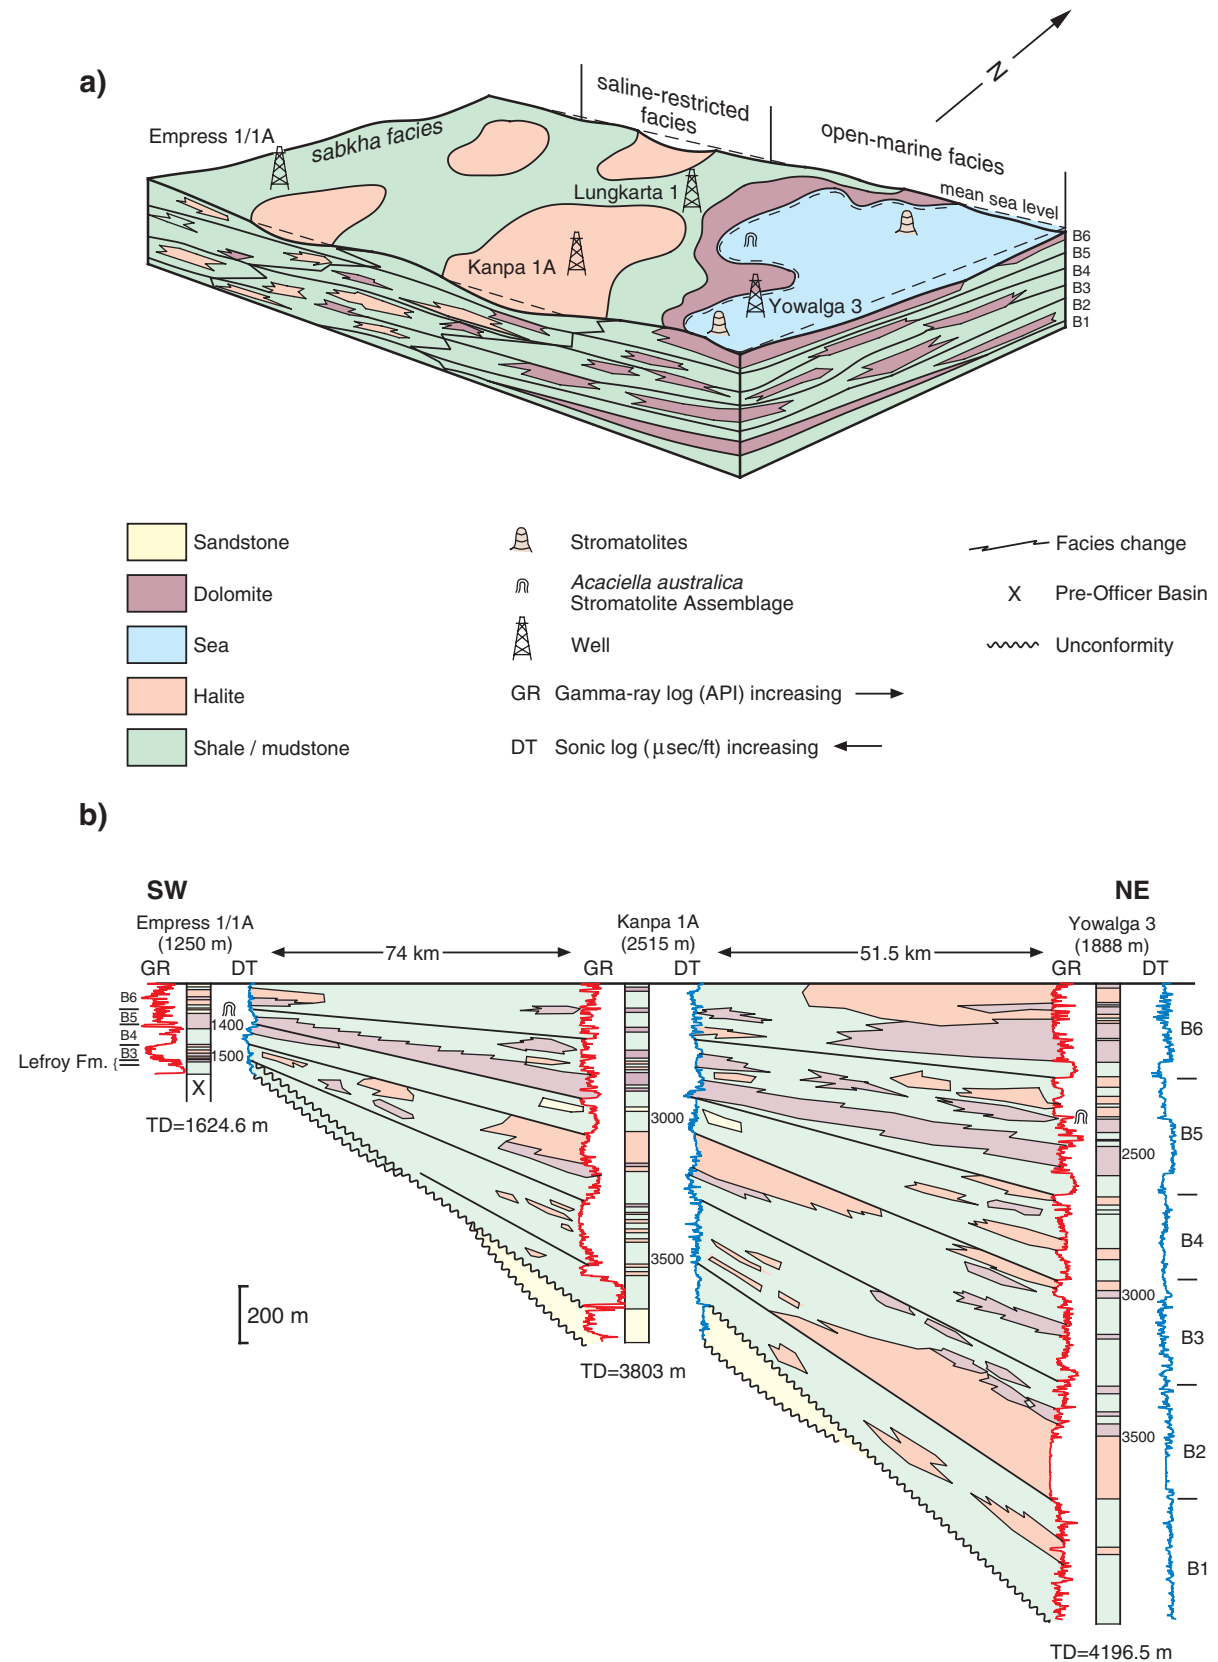 a)
N
saline-restricted
facies
open-marine facies
mean sea level
Empress 1/1A
sabkha facies
Lungkarta 1
Kanpa 1A
Yowalga 3
B6
B5
B4
B3
B2
B1
Sandstone
Dolomite
Sea
Halite
Shale / mudstone
Stromatolites
Acaciella australica
Stromatolite Assemblage
Well
GR Gamma-ray log (API) increasing
DT Sonic log (μsec/ft) increasing
Facies change
X Pre-Officer Basin
Unconformity
b)
SW
NE
Empress 1/1A
(1250 m)
Kanpa 1A
(2515 m)
Yowalga 3
(1888 m)
74 km
51.5 km
GR
DT
GR
DT
GR
DT
B6
B5
B4
B3
Lefroy Fm. {
1400
1500
X
TD=1624.6 m
3000
3500
TD=3803 m
200 m
2500
3000
3500
B6
B5
B4
B3
B2
B1
TD=4196.5 m